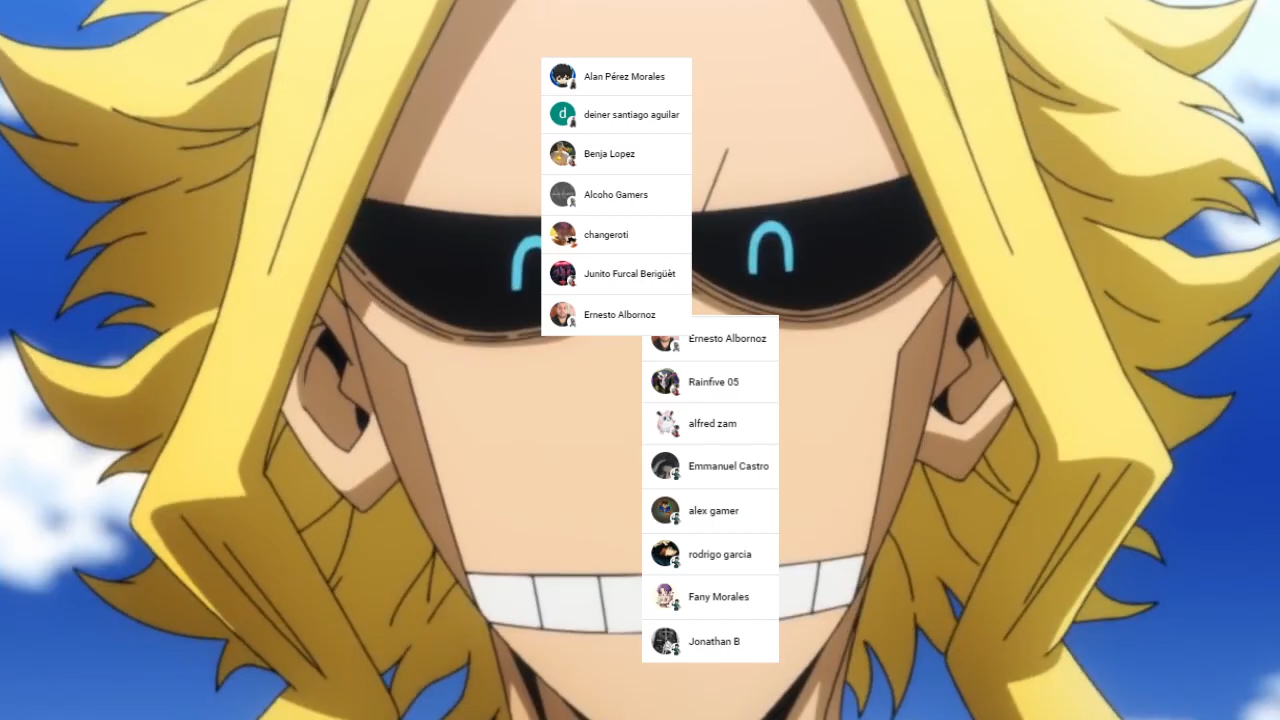 Alan Pérez Morales
d
deiner santiago aguilar
Benja Lopez
Alcoho Gamers
changeroti
Junito Furcal Berigüèt
Ernesto Albornoz
Ernesto Albornoz
Rainfive 05
alfred zam
Emmanuel Castro
alex gamer
rodrigo garcia
Fany Morales
Jonathan B